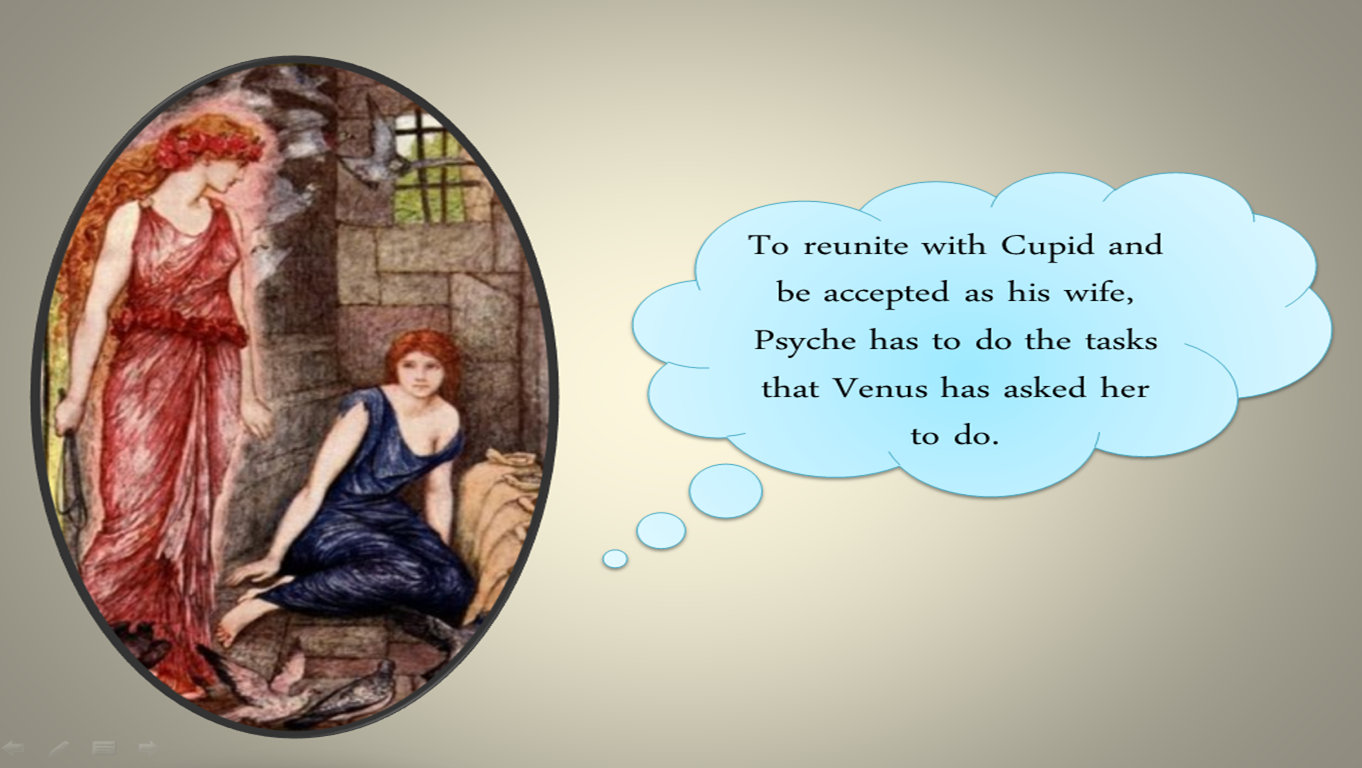 To reunite with Cupid and
be accepted as his wife,
Psyche has to do the tasks
that Venus has asked her
to do.